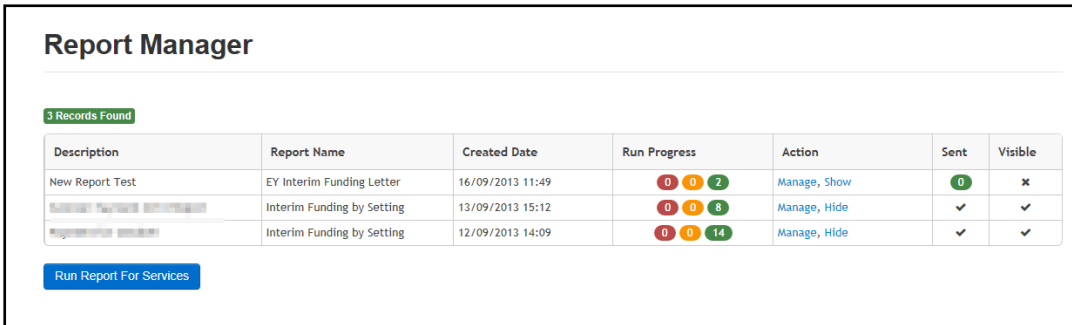 Report Manager
3 Records Found
Description Report Name Created Date Run Progress Action Sent Visible
New Report Test EY Interim Funding Letter 16/09/2013 11:49 0 0 2 Manage, Show 0
Interim Funding by Setting 13/09/2013 15:12 0 0 8 Manage, Hide
Interim Funding by Setting 12/09/2013 14:09 0 0 14 Manage, Hide
Run Report For Services